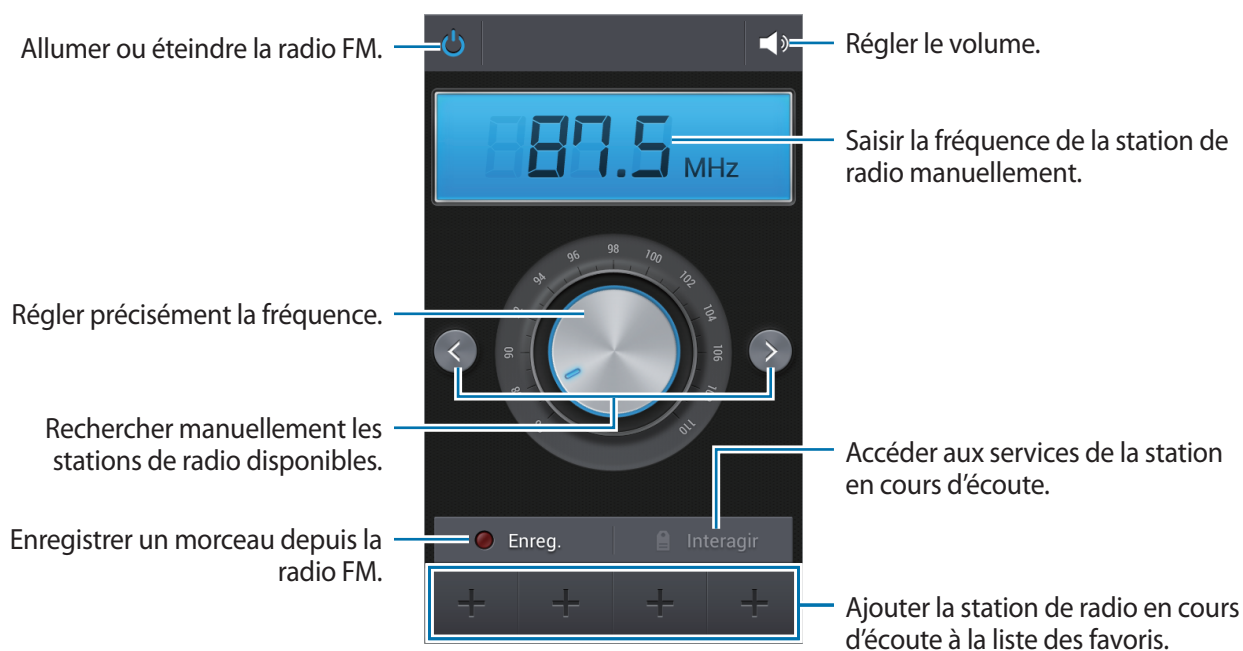 Allumer ou éteindre la radio FM.
Régler le volume.
87.5 MHz
Saisir la fréquence de la station de
radio manuellement.
90
94
96
98
100
102
104
106
110
Régler précisément la fréquence.
Rechercher manuellement les
stations de radio disponibles.
Accéder aux services de la station
en cours d'écoute.
Enregistrer un morceau depuis la
radio FM.
Enreg.
Interagir
Ajouter la station de radio en cours
d'écoute à la liste des favoris.